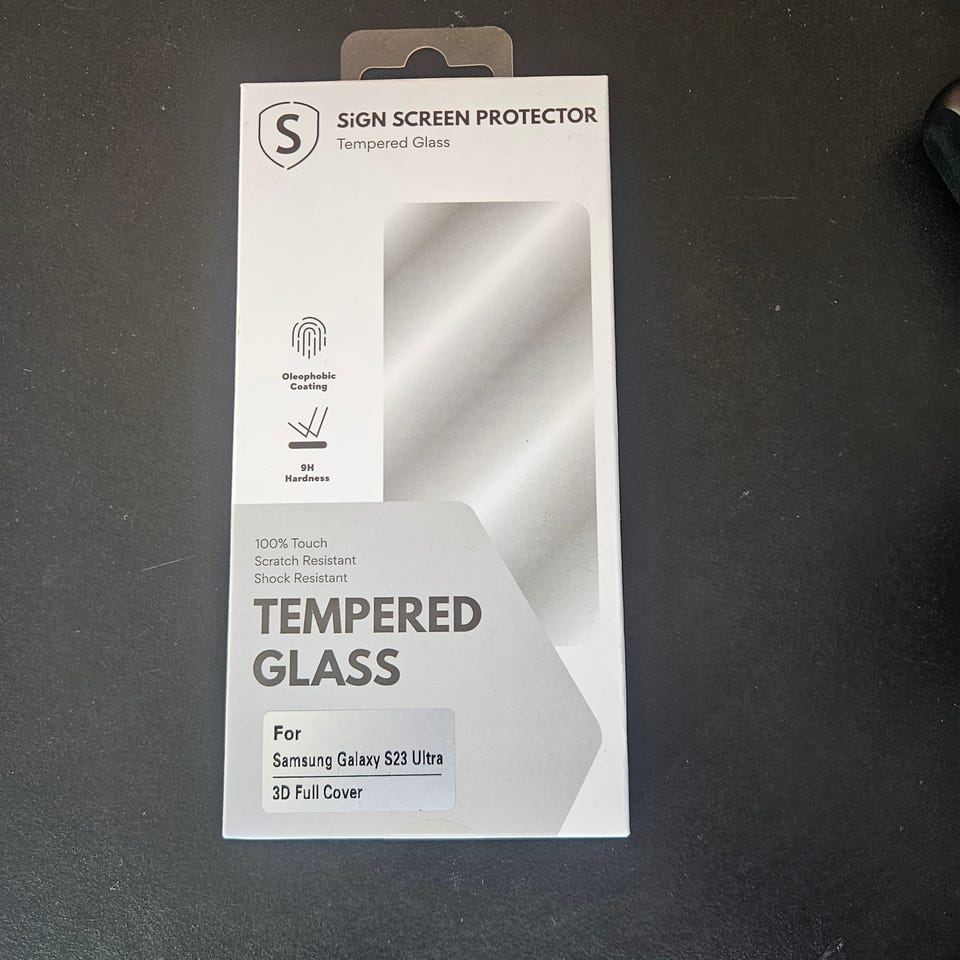 S
SiGN SCREEN PROTECTOR
Tempered Glass
Oleophobic
Coating
9H
Hardness
100% Touch
Scratch Resistant
Shock Resistant
TEMPERED
GLASS
For
Samsung Galaxy S23 Ultra
3D Full Cover